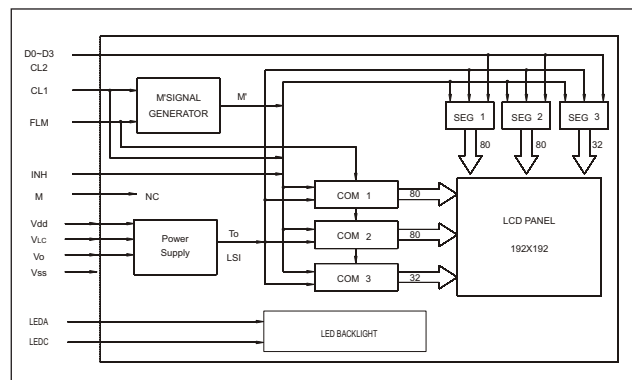 D0~D3
CL2
CL1
FLM
INH
M
NC
Vdd
VLC
Vo
Vss
LEDA
LEDC
M'SIGNAL
GENERATOR
M'
Power
Supply
To
LSI
SEG 1
SEG 2
SEG 3
80
80
32
COM 1
80
COM 2
80
COM 3
32
LCD PANEL
192X192
LED BACKLIGHT